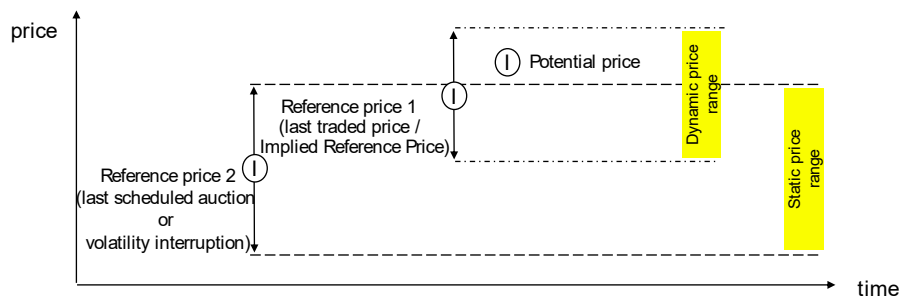 price
Potential price
Reference price 1
(last traded price /
Implied Reference Price)
Reference price 2
(last scheduled auction
or
volatility interruption)
Dynamic price
range
Static price
range
time